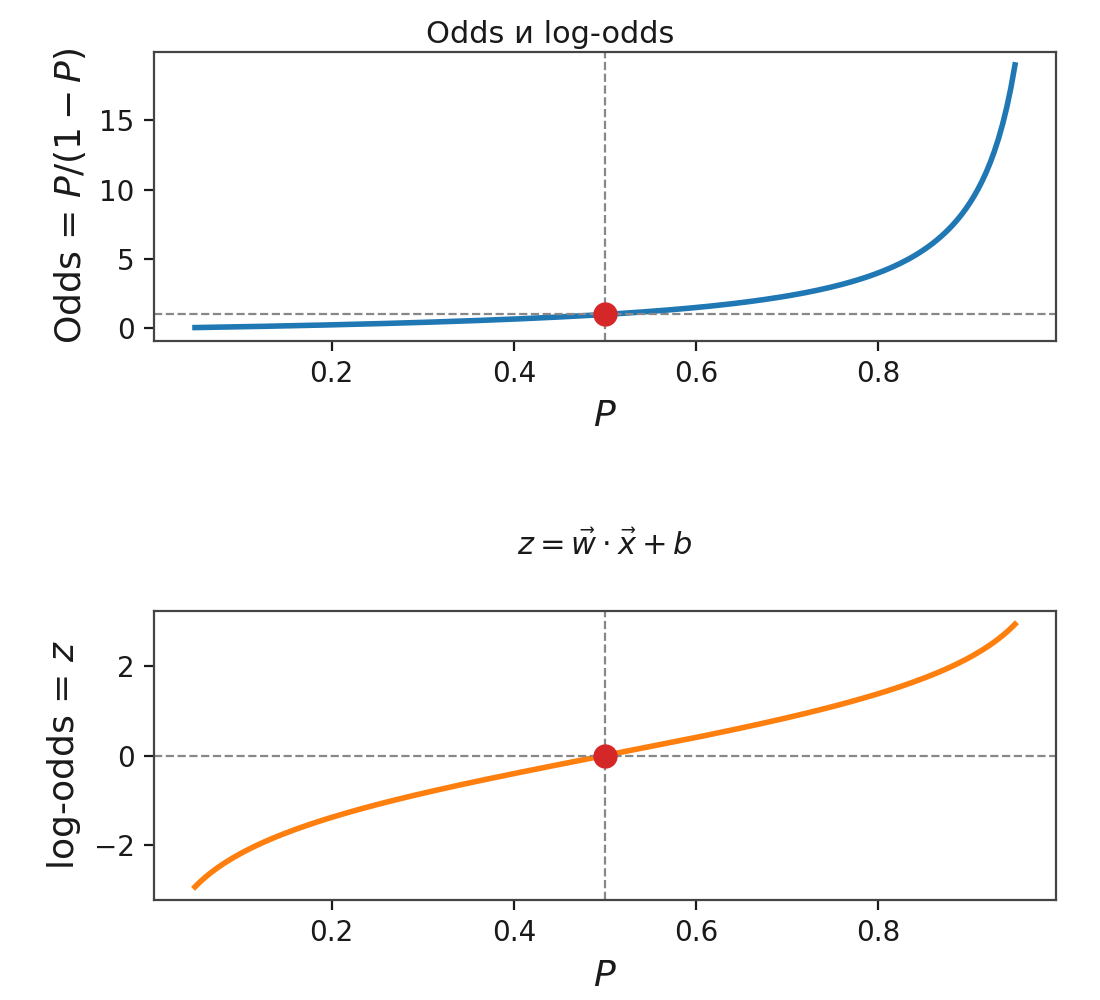 Odds и log-odds
Odds = P/(1 − P)
15
10
5
0
0.2 0.4 0.6 0.8
P
z = w⃗ · x⃗ + b
log-odds = z
2
0
−2
0.2 0.4 0.6 0.8
P